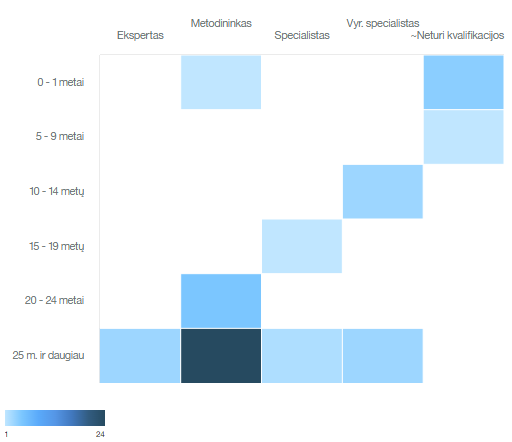 Ekspertas
Metodininkas
Specialistas
Vyr. specialistas
~Neturi kvalifikacijos
0 - 1 metai
5 - 9 metai
10 - 14 metų
15 - 19 metų
20 - 24 metai
25 m. ir daugiau
1
24